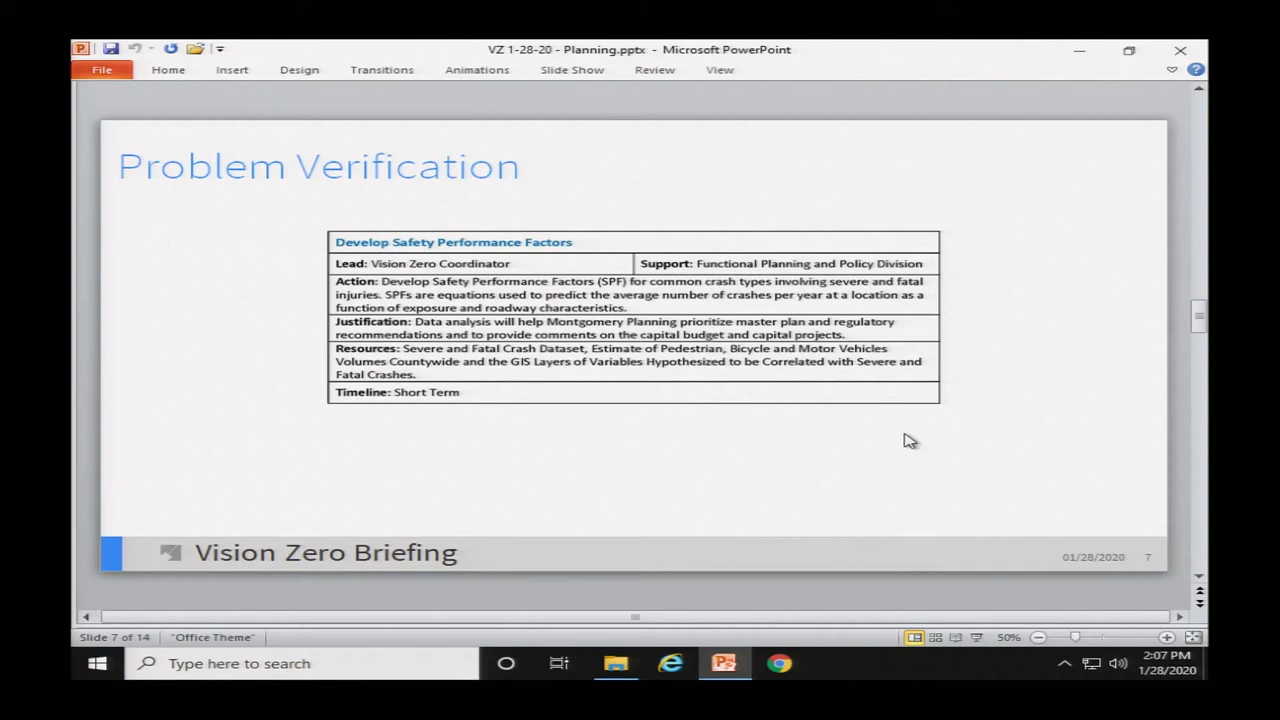 VZ 1-28-20 - Planning.pptx - Microsoft PowerPoint
File Home Insert Design Transitions Animations Slide Show Review View
Problem Verification
Develop Safety Performance Factors
Lead: Vision Zero Coordinator
Support: Functional Planning and Policy Division
Action: Develop Safety Performance Factors (SPF) for common crash types involving severe and fatal
injuries. SPFs are equations used to predict the average number of crashes per year at a location as a
function of exposure and roadway characteristics.
Justification: Data analysis will help Montgomery Planning prioritize master plan and regulatory
recommendations and to provide comments on the capital budget and capital projects.
Resources: Severe and Fatal Crash Dataset, Estimate of Pedestrian, Bicycle and Motor Vehicles
Volumes Countywide and the GIS Layers of Variables Hypothesized to be Correlated with Severe and
Fatal Crashes.
Timeline: Short Term
Vision Zero Briefing
01/28/2020 7
Slide 7 of 14 "Office Theme" 50%
Type here to search
2:07 PM
1/28/2020